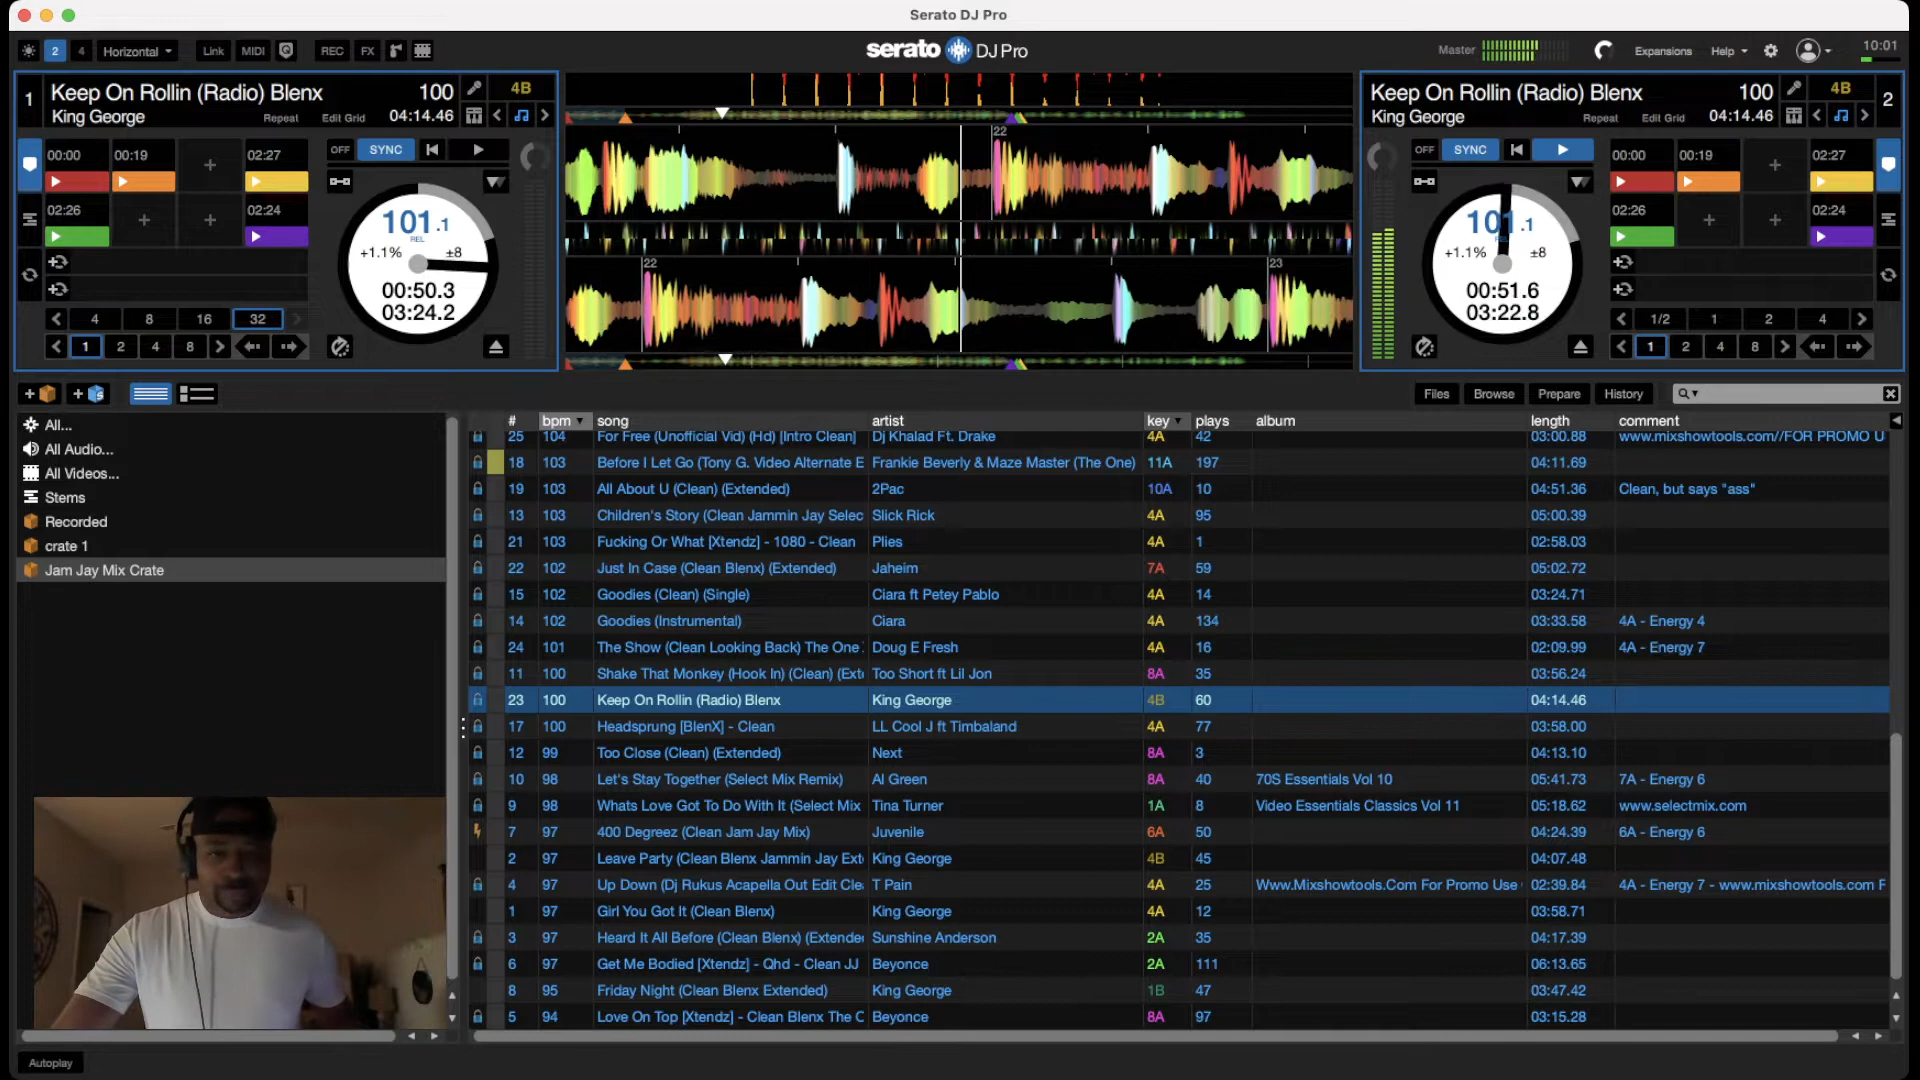 Serato DJ Pro
2 4 Horizontal Link MIDI REC FX serato DJ Pro Master Expansions Help 10:01
1 Keep On Rollin (Radio) Blenx 100 4B
King George Repeat Edit Grid 04:14.46
00:00 00:19 02:27
02:26 02:24
OFF SYNC
101.1
REL
+1.1% ±8
00:50.3
03:24.2
4 8 16 32
1 2 4 8
22
22 23
Keep On Rollin (Radio) Blenx 100 4B 2
King George Repeat Edit Grid 04:14.46
OFF SYNC
101.1
+1.1% ±8
00:51.6
03:22.8
00:00 00:19 02:27
02:26 02:24
1/2 1 2 4
1 2 4 8
Files Browse Prepare History
All...
All Audio...
All Videos...
Stems
Recorded
crate 1
Jam Jay Mix Crate
# bpm song artist key plays album length comment
25 104 For Free (Unofficial Vid) (Hd) [Intro Clean] Dj Khalad Ft. Drake 4A 42 03:00.88 www.mixshowtools.com//FOR PROMO U
18 103 Before I Let Go (Tony G. Video Alternate E Frankie Beverly & Maze Master (The One) 11A 197 04:11.69
19 103 All About U (Clean) (Extended) 2Pac 10A 10 04:51.36 Clean, but says "ass"
13 103 Children's Story (Clean Jammin Jay Selec Slick Rick 4A 95 05:00.39
21 103 Fucking Or What [Xtendz] - 1080 - Clean Plies 4A 1 02:58.03
22 102 Just In Case (Clean Blenx) (Extended) Jaheim 7A 59 05:02.72
15 102 Goodies (Clean) (Single) Ciara ft Petey Pablo 4A 14 03:24.71
14 102 Goodies (Instrumental) Ciara 4A 134 03:33.58 4A - Energy 4
24 101 The Show (Clean Looking Back) The One Doug E Fresh 4A 16 02:09.99 4A - Energy 7
11 100 Shake That Monkey (Hook In) (Clean) (Ext Too Short ft Lil Jon 8A 35 03:56.24
23 100 Keep On Rollin (Radio) Blenx King George 4B 60 04:14.46
17 100 Headsprung [BlenX] - Clean LL Cool J ft Timbaland 4A 77 03:58.00
12 99 Too Close (Clean) (Extended) Next 8A 3 04:13.10
10 98 Let's Stay Together (Select Mix Remix) Al Green 8A 40 70S Essentials Vol 10 05:41.73 7A - Energy 6
9 98 Whats Love Got To Do With It (Select Mix Tina Turner 1A 8 Video Essentials Classics Vol 11 05:18.62 www.selectmix.com
7 97 400 Degreez (Clean Jam Jay Mix) Juvenile 6A 50 04:24.39 6A - Energy 6
2 97 Leave Party (Clean Blenx Jammin Jay Ext King George 4B 45 04:07.48
4 97 Up Down (Dj Rukus Acapella Out Edit Cle T Pain 4A 25 Www.Mixshowtools.Com For Promo Use 02:39.84 4A - Energy 7 - www.mixshowtools.com F
1 97 Girl You Got It (Clean Blenx) King George 4A 12 03:58.71
3 97 Heard It All Before (Clean Blenx) (Extende Sunshine Anderson 2A 35 04:17.39
6 97 Get Me Bodied [Xtendz] - Qhd - Clean JJ Beyonce 2A 111 06:13.65
8 95 Friday Night (Clean Blenx Extended) King George 1B 47 03:47.42
5 94 Love On Top [Xtendz] - Clean Blenx The C Beyonce 8A 97 03:15.28
Autoplay